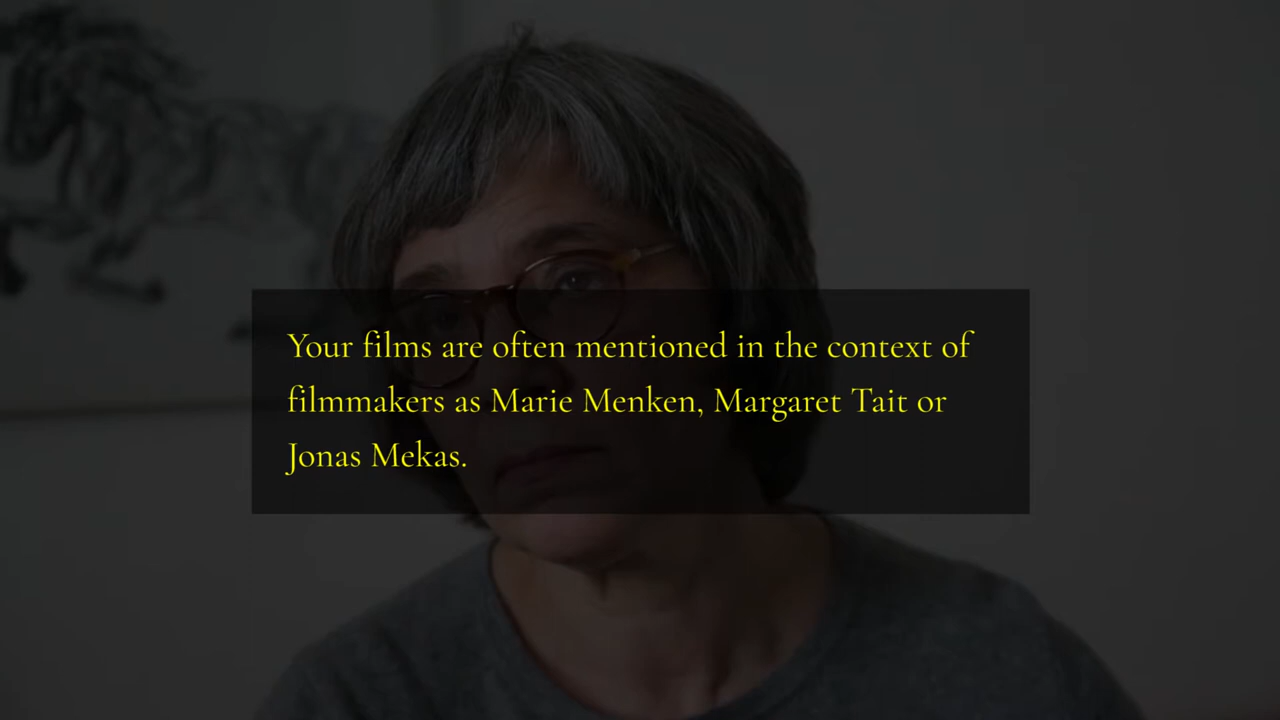 Your films are often mentioned in the context of
filmmakers as Marie Menken, Margaret Tait or
Jonas Mekas.